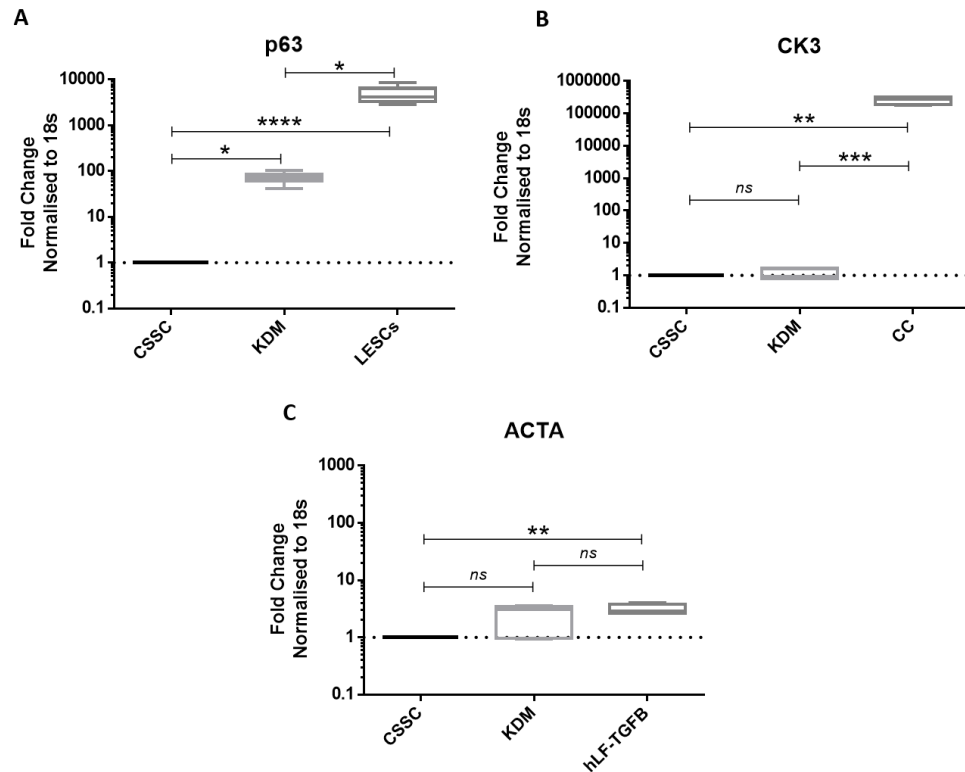 A
p63
*
****
*
10000
1000
100
10
1
0.1
Fold Change
Normalised to 18s
CSSC
KDM
LESCs
B
CK3
**
***
ns
1000000
100000
10000
1000
100
10
1
0.1
Fold Change
Normalised to 18s
CSSC
KDM
CC
C
ACTA
**
ns
ns
1000
100
10
1
0.1
Fold Change
Normalised to 18s
CSSC
KDM
hLF-TGFB